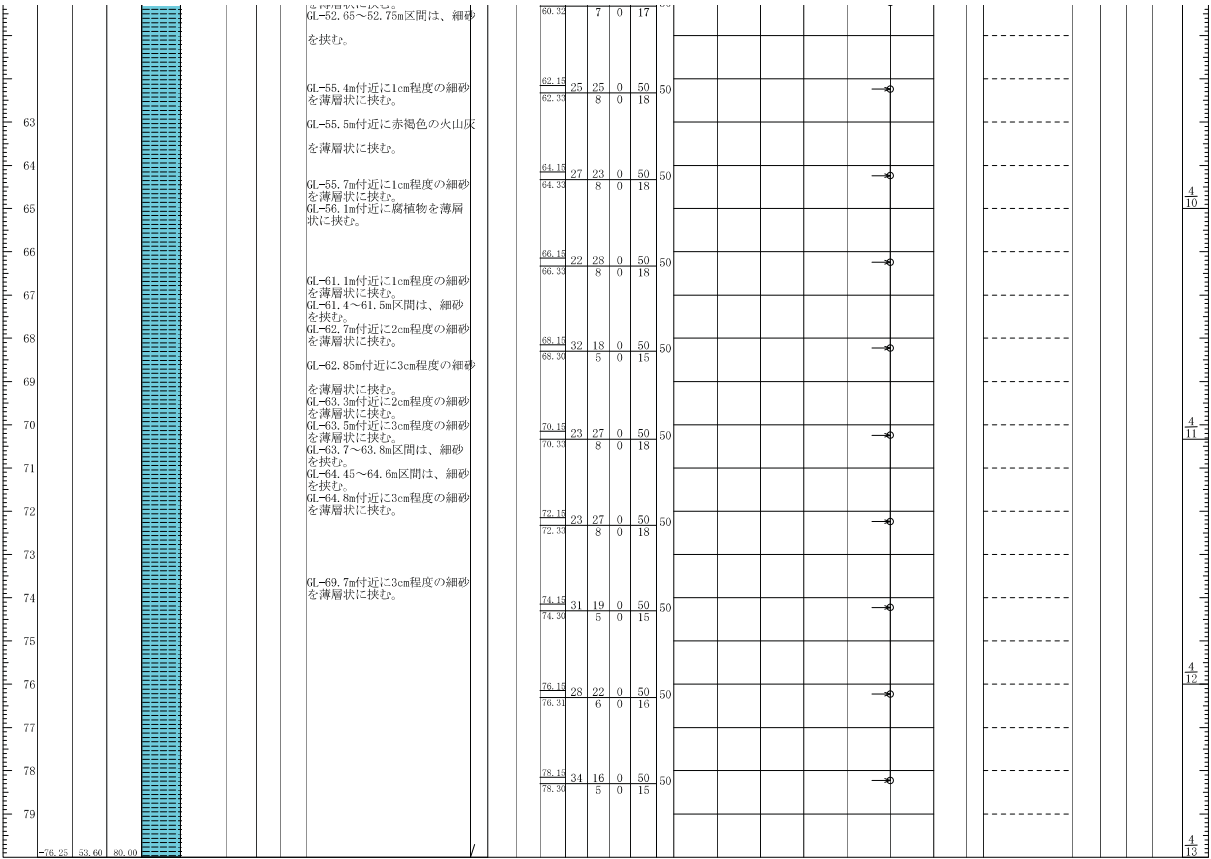 GL-52.65～52.75m区間は、細砂
を挟む。
GL-55.4m付近に1cm程度の細砂
を薄層状に挟む。
GL-55.5m付近に赤褐色の火山灰
を薄層状に挟む。
GL-55.7m付近に1cm程度の細砂
を薄層状に挟む。
GL-56.1m付近に腐植物を薄層
状に挟む。
GL-61.1m付近に1cm程度の細砂
を薄層状に挟む。
GL-61.4～61.5m区間は、細砂
を挟む。
GL-62.7m付近に2cm程度の細砂
を薄層状に挟む。
GL-62.85m付近に3cm程度の細砂
を薄層状に挟む。
GL-63.3m付近に2cm程度の細砂
を薄層状に挟む。
GL-63.5m付近に3cm程度の細砂
を薄層状に挟む。
GL-63.7～63.8m区間は、細砂
を挟む。
GL-64.45～64.6m区間は、細砂
を挟む。
GL-64.8m付近に3cm程度の細砂
を薄層状に挟む。
GL-69.7m付近に3cm程度の細砂
を薄層状に挟む。
63
64
65
66
67
68
69
70
71
72
73
74
75
76
77
78
79
-76.25 53.60 80.00
60.32 7 0 17
62.15 25 25 0 50 50
62.33 8 0 18
64.15 27 23 0 50 50
64.33 8 0 18
66.15 22 28 0 50 50
66.33 8 0 18
68.15 32 18 0 50 50
68.30 5 0 15
70.15 23 27 0 50 50
70.33 8 0 18
72.15 23 27 0 50 50
72.33 8 0 18
74.15 31 19 0 50 50
74.30 5 0 15
76.15 28 22 0 50 50
76.31 6 0 16
78.15 34 16 0 50 50
78.30 5 0 15
4
10
4
11
4
12
4
13